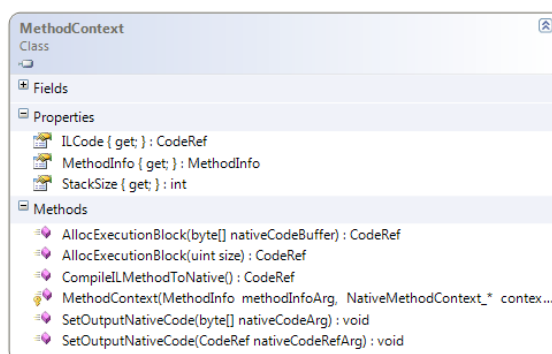 MethodContext
Class
Fields
Properties
ILCode { get; } : CodeRef
MethodInfo { get; } : MethodInfo
StackSize { get; } : int
Methods
AllocExecutionBlock(byte[] nativeCodeBuffer) : CodeRef
AllocExecutionBlock(uint size) : CodeRef
CompileILMethodToNative() : CodeRef
MethodContext(MethodInfo methodInfoArg, NativeMethodContext_* contex...
SetOutputNativeCode(byte[] nativeCodeArg) : void
SetOutputNativeCode(CodeRef nativeCodeRefArg) : void